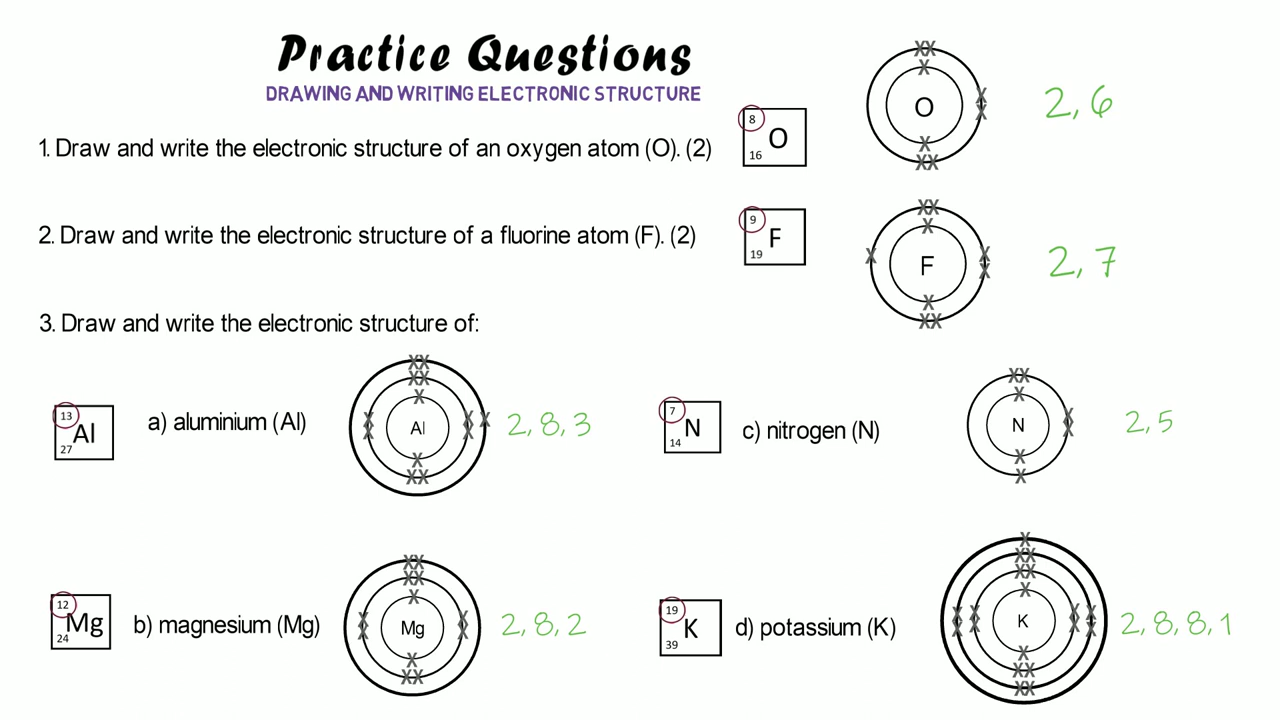 Practice Questions
DRAWING AND WRITING ELECTRONIC STRUCTURE
1. Draw and write the electronic structure of an oxygen atom (O). (2)
8
O
16
O
2, 6
2. Draw and write the electronic structure of a fluorine atom (F). (2)
9
F
19
F
2, 7
3. Draw and write the electronic structure of:
13
Al
27
a) aluminium (Al)
Al
2, 8, 3
7
N
14
c) nitrogen (N)
N
2, 5
12
Mg
24
b) magnesium (Mg)
Mg
2, 8, 2
19
K
39
d) potassium (K)
K
2, 8, 8, 1